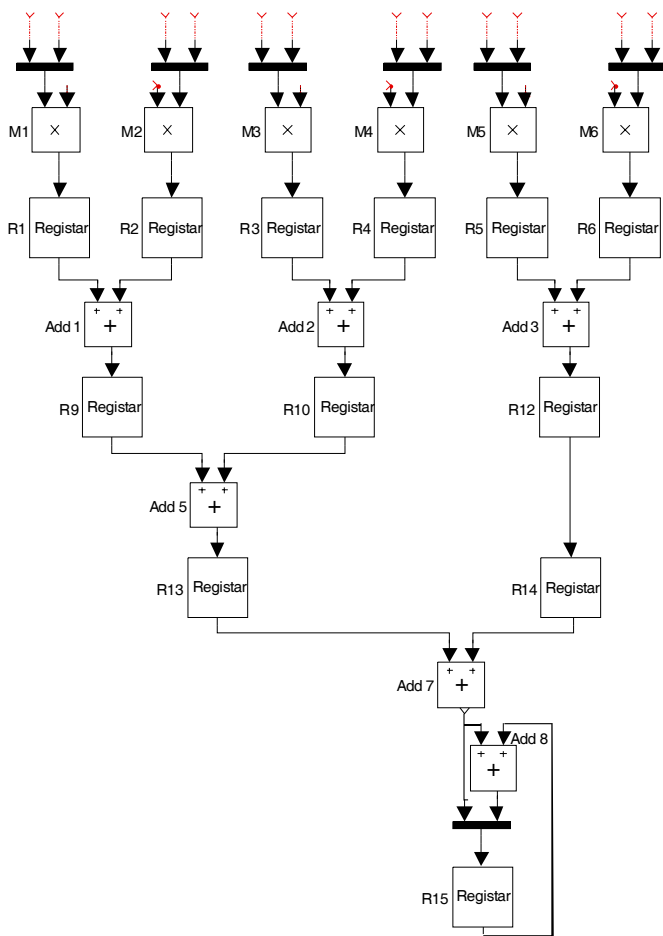 M1 × M2 × M3 × M4 × M5 × M6 ×
R1 Registar R2 Registar R3 Registar R4 Registar R5 Registar R6 Registar
Add 1 + + + Add 2 + + + Add 3 + + +
R9 Registar R10 Registar R12 Registar
Add 5 + + +
R13 Registar R14 Registar
Add 7 + + +
Add 8 + + +
R15 Registar